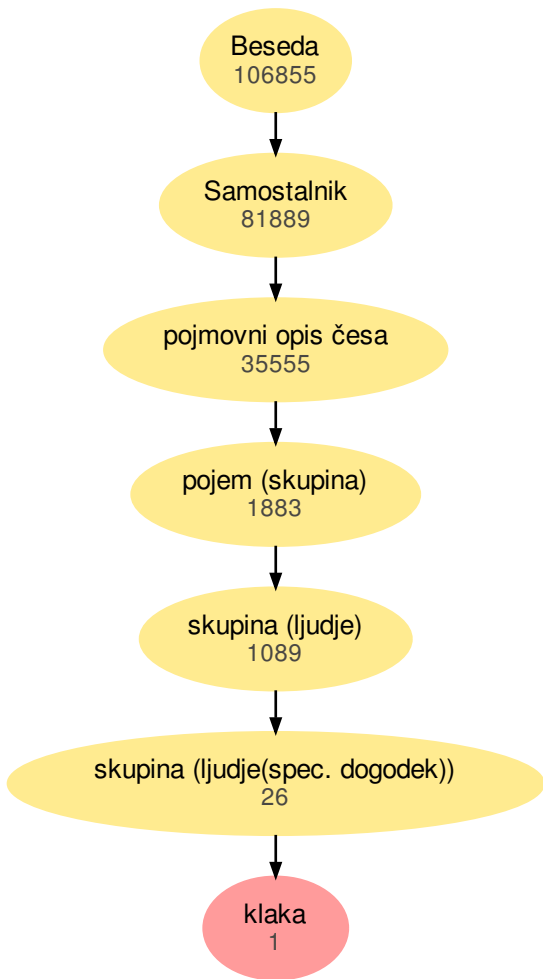 Beseda
106855
Samostalnik
81889
pojmovni opis česa
35555
pojem (skupina)
1883
skupina (ljudje)
1089
skupina (ljudje(spec. dogodek))
26
klaka
1